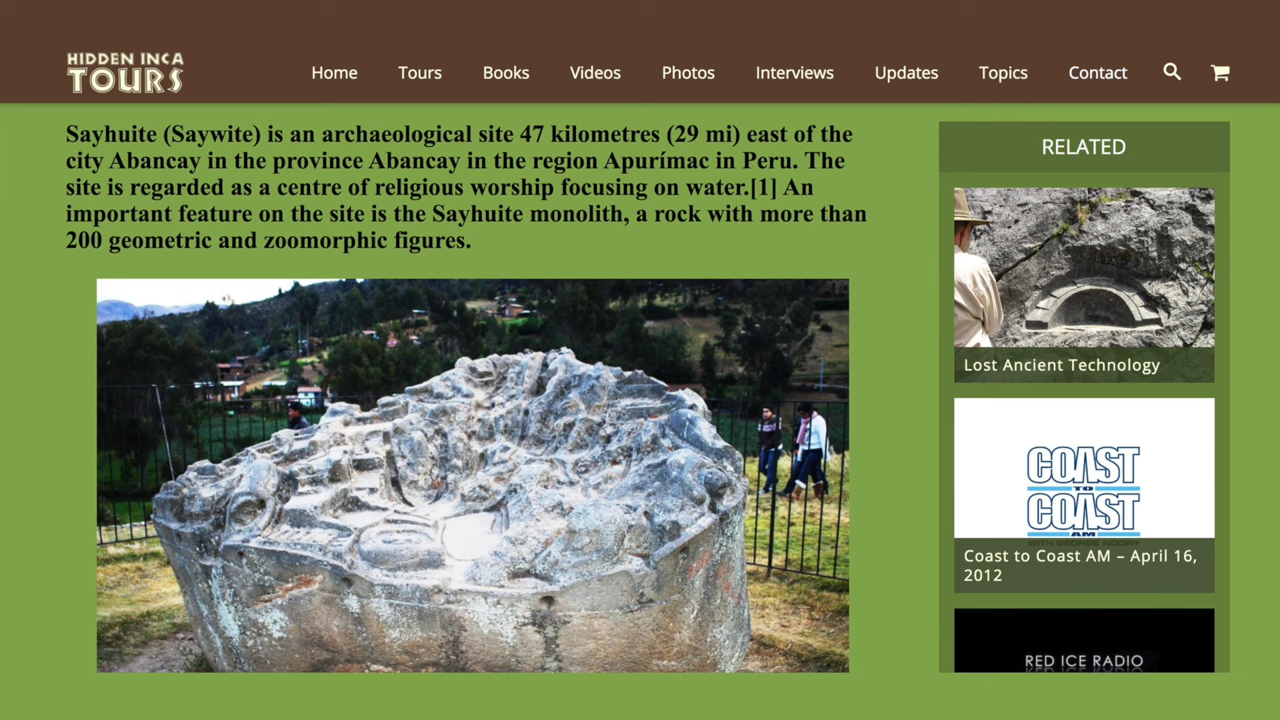 HIDDEN INCA
TOURS
Home Tours Books Videos Photos Interviews Updates Topics Contact
Sayhuite (Saywite) is an archaeological site 47 kilometres (29 mi) east of the
city Abancay in the province Abancay in the region Apurímac in Peru. The
site is regarded as a centre of religious worship focusing on water.[1] An
important feature on the site is the Sayhuite monolith, a rock with more than
200 geometric and zoomorphic figures.
RELATED
Lost Ancient Technology
COAST
TO
COAST
AM
WITH GEORGE NOORY
Coast to Coast AM – April 16,
2012
RED ICE RADIO